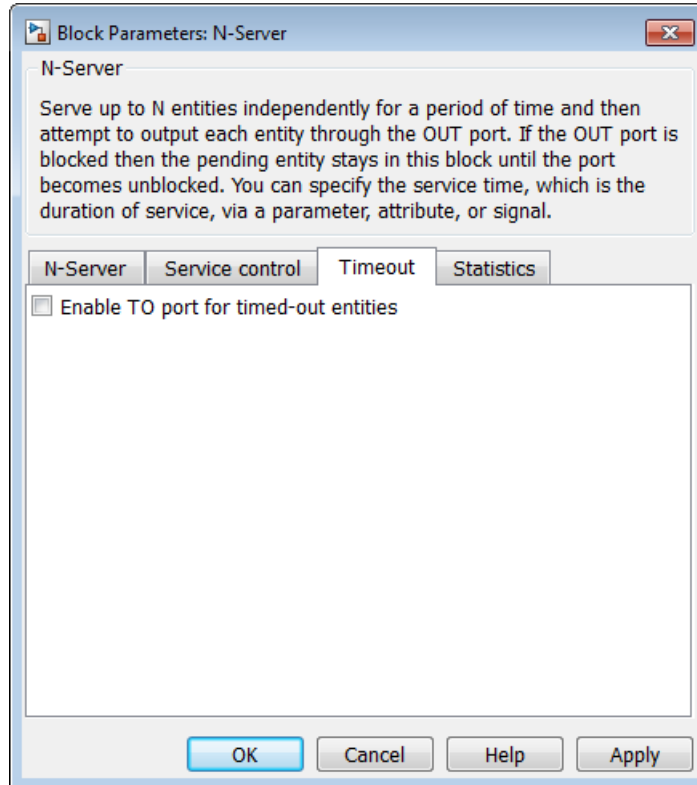 Block Parameters: N-Server
N-Server
Serve up to N entities independently for a period of time and then
attempt to output each entity through the OUT port. If the OUT port is
blocked then the pending entity stays in this block until the port
becomes unblocked. You can specify the service time, which is the
duration of service, via a parameter, attribute, or signal.
N-Server Service control Timeout Statistics
Enable TO port for timed-out entities
OK Cancel Help Apply